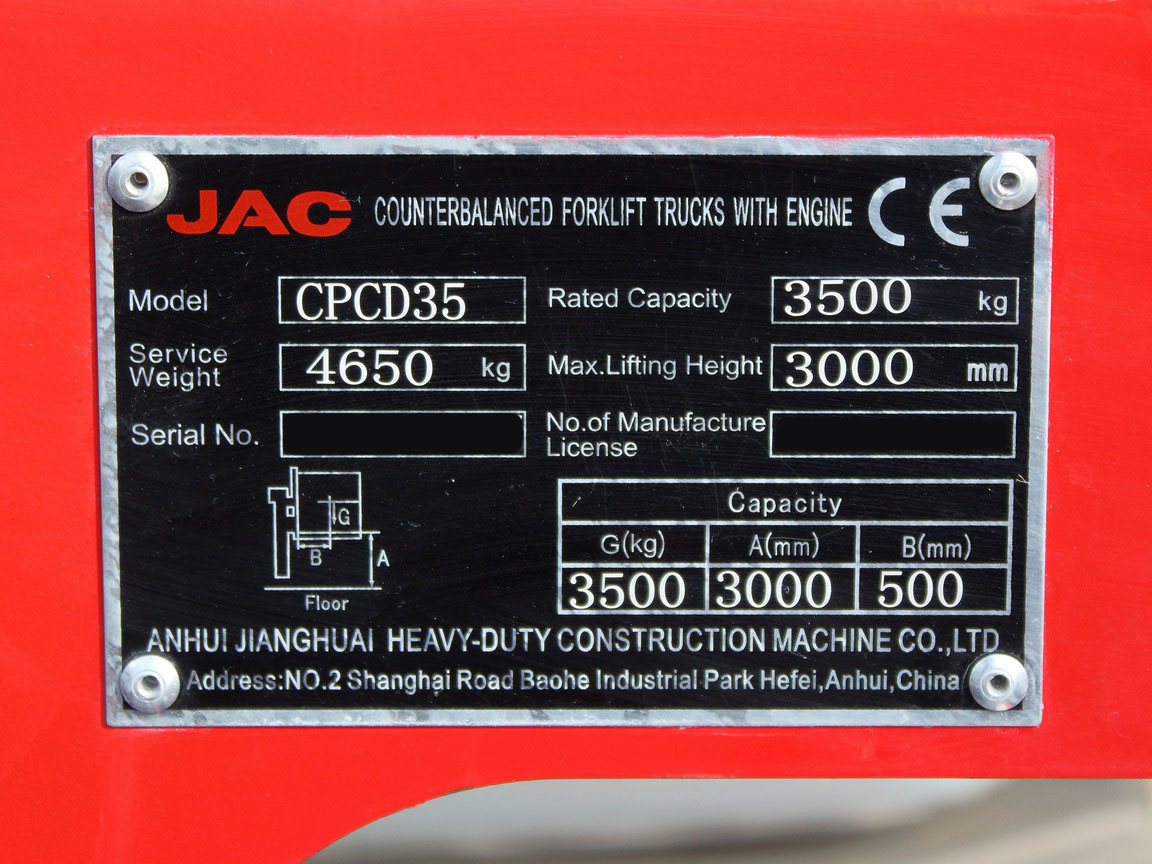 JAC COUNTERBALANCED FORKLIFT TRUCKS WITH ENGINE CE
Model CPCD35 Rated Capacity 3500 kg
Service Weight 4650 kg Max.Lifting Height 3000 mm
Serial No. No.of Manufacture License
Capacity
G(kg) A(mm) B(mm)
3500 3000 500
G
B
A
Floor
ANHUI JIANGHUAI HEAVY-DUTY CONSTRUCTION MACHINE CO.,LTD
Address:NO.2 Shanghai Road Baohe Industrial Park Hefei,Anhui,China